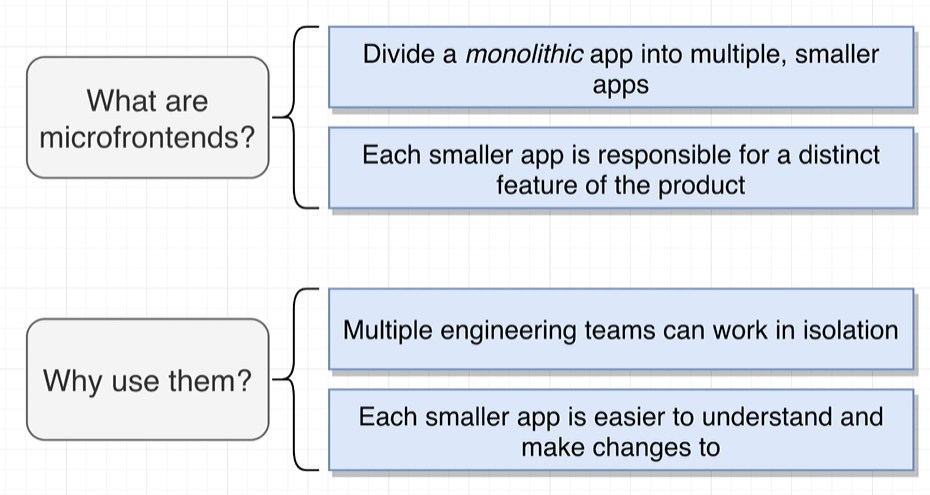 What are
microfrontends?
Divide a monolithic app into multiple, smaller
apps
Each smaller app is responsible for a distinct
feature of the product
Why use them?
Multiple engineering teams can work in isolation
Each smaller app is easier to understand and
make changes to